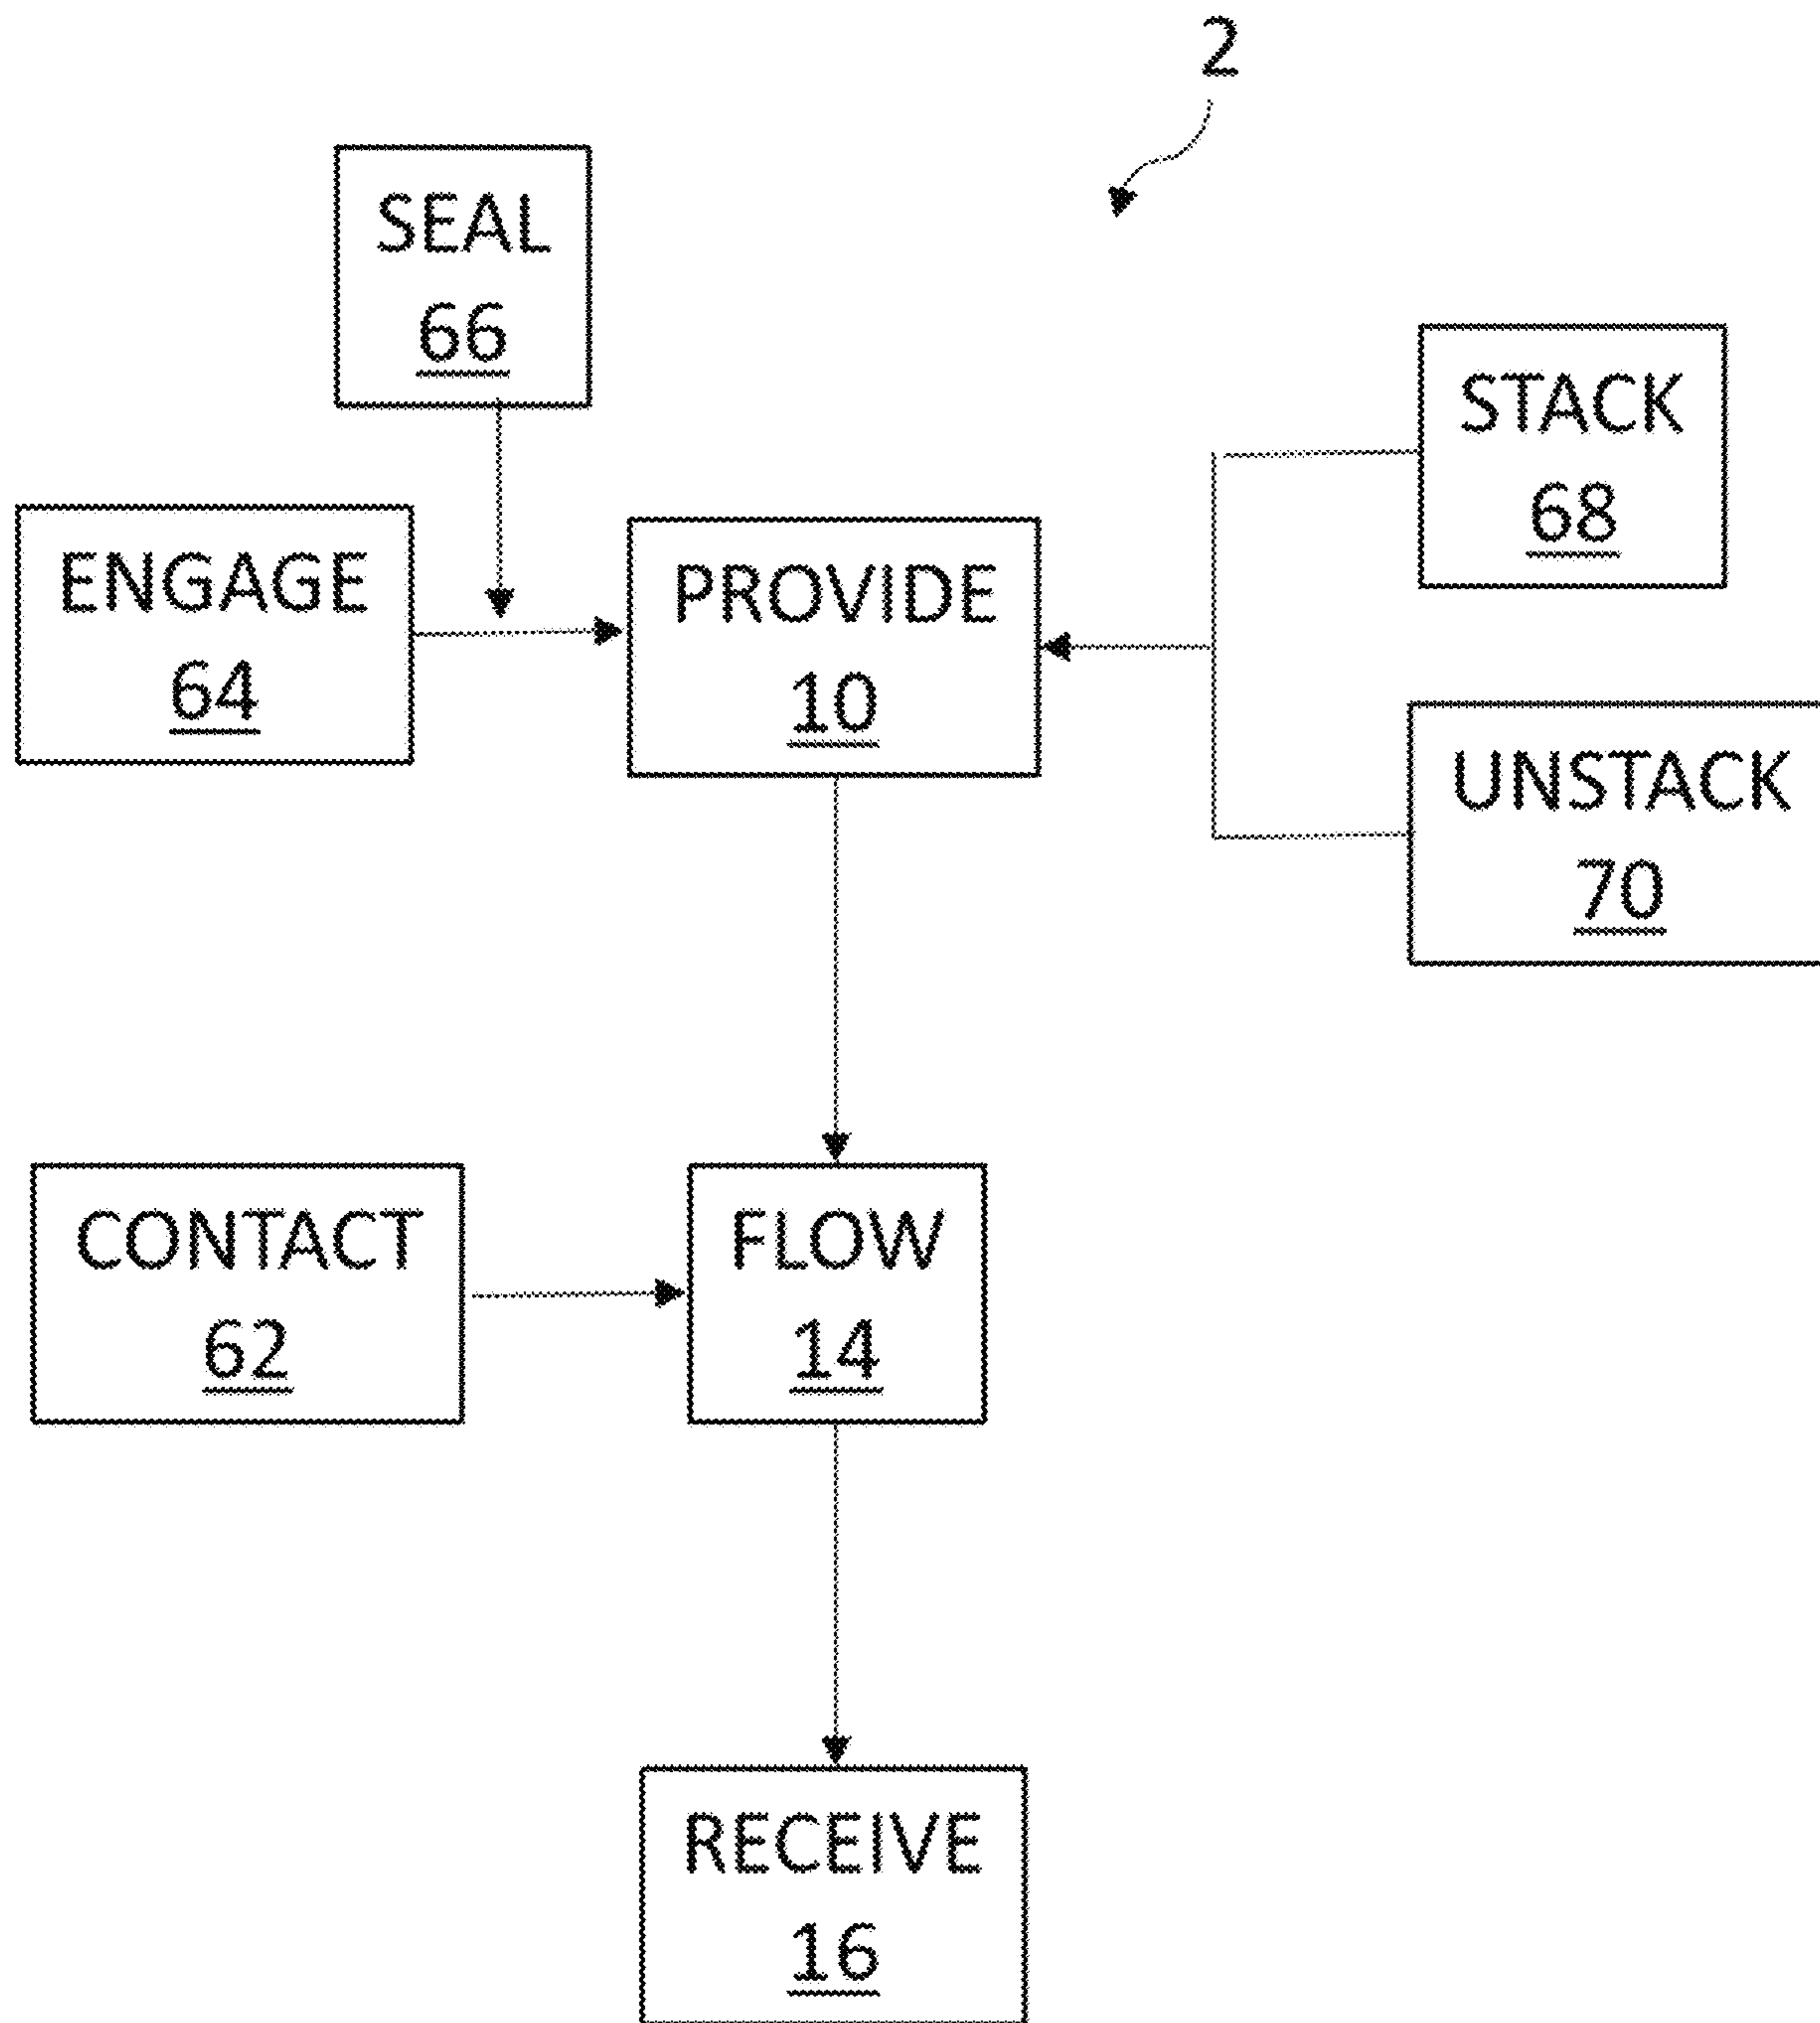 2
SEAL
66
STACK
68
ENGAGE
64
PROVIDE
10
UNSTACK
70
CONTACT
62
FLOW
14
RECEIVE
16